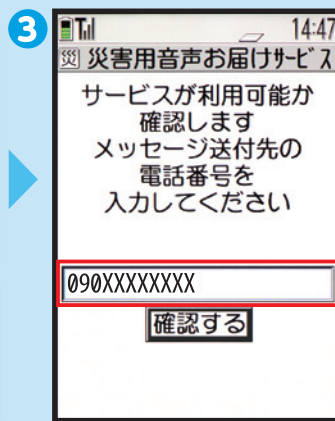 3
14:47
災 災害用音声お届けサービス
サービスが利用可能か
確認します
メッセージ送付先の
電話番号を
入力してください
090XXXXXXXX
確認する